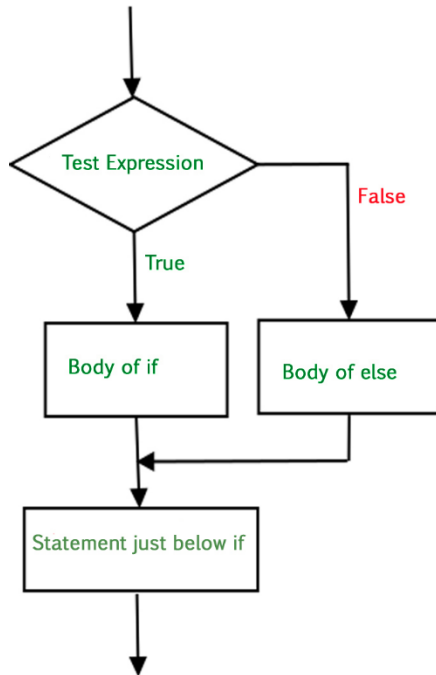 Test Expression
False
True
Body of if
Body of else
Statement just below if